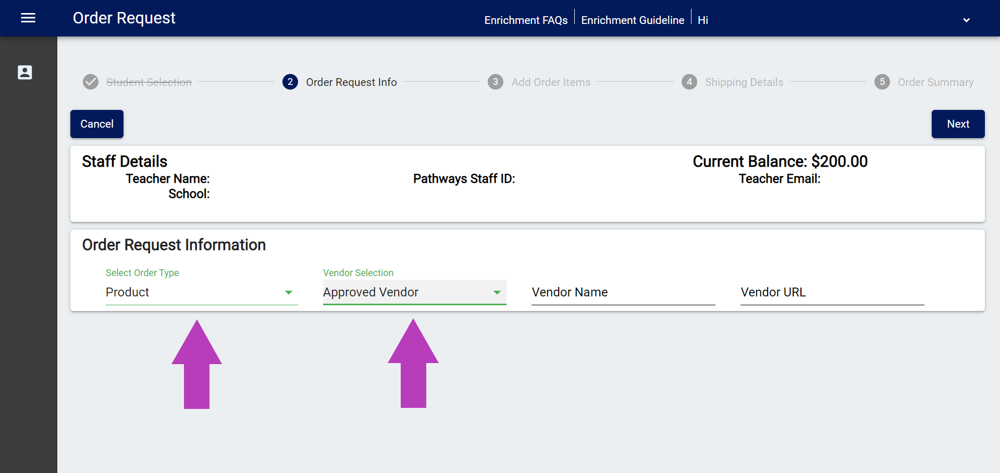 Order Request
Enrichment FAQs
Enrichment Guideline
Hi
Student Selection
2 Order Request Info
3 Add Order Items
4 Shipping Details
5 Order Summary
Cancel
Next
Staff Details
Current Balance: $200.00
Teacher Name:
Pathways Staff ID:
Teacher Email:
School:
Order Request Information
Select Order Type
Vendor Selection
Product
Approved Vendor
Vendor Name
Vendor URL